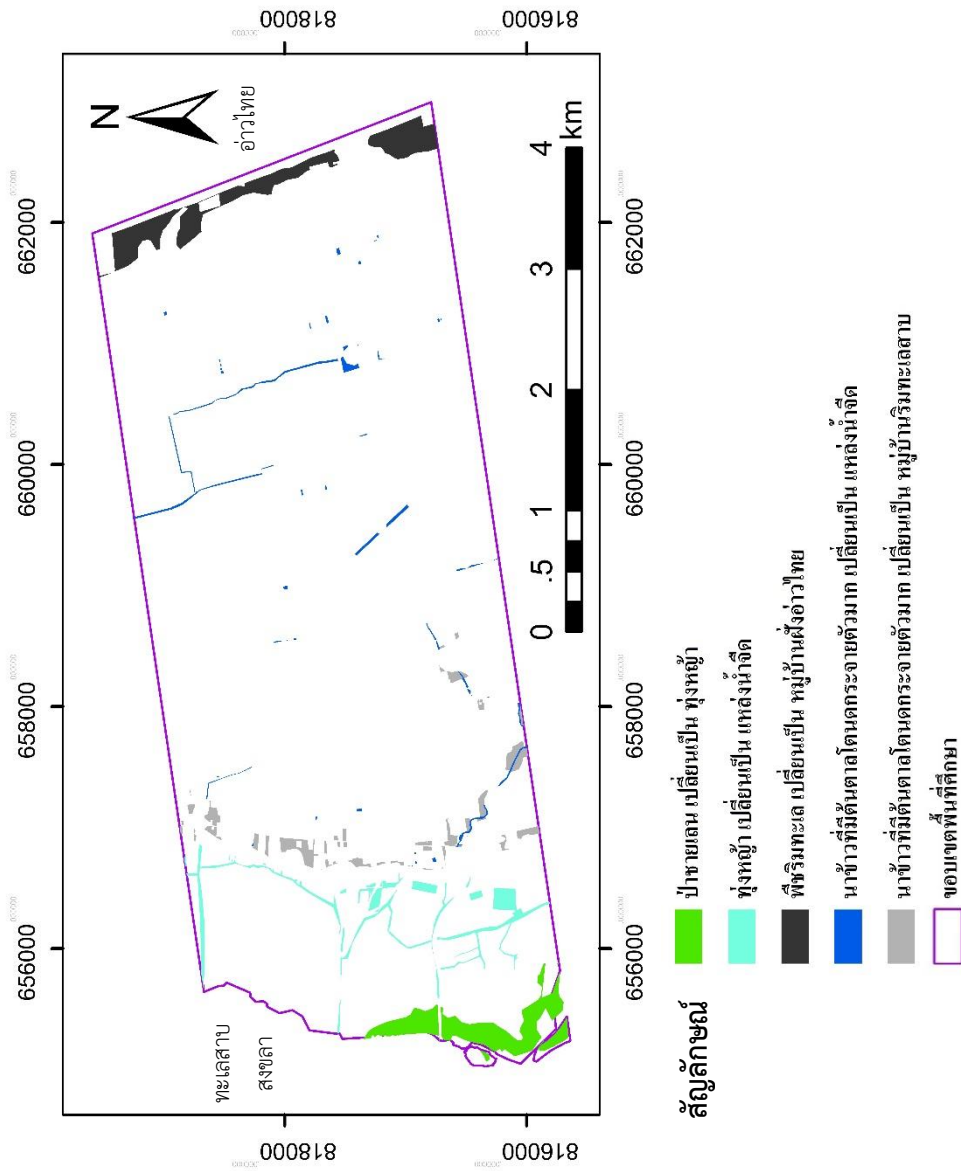 N
อ่าวไทย
ทะเลสาบ
สงขลา
656000
658000
660000
662000
656000
658000
660000
662000
818000
816000
818000
816000
0
.5
1
2
3
4
km
สัญลักษณ์
ป่าชายเลน เปลี่ยนเป็น ทุ่งหญ้า
ทุ่งหญ้า เปลี่ยนเป็น แหล่งน้ำจืด
พืชริมทะเล เปลี่ยนเป็น หมู่บ้านฝั่งอ่าวไทย
นาข้าวที่มีต้นตาลโตนดกระจายตัวมาก เปลี่ยนเป็น แหล่งน้ำจืด
นาข้าวที่มีต้นตาลโตนดกระจายตัวมาก เปลี่ยนเป็น หมู่บ้านริมทะเลสาบ
ขอบเขตพื้นที่ศึกษา